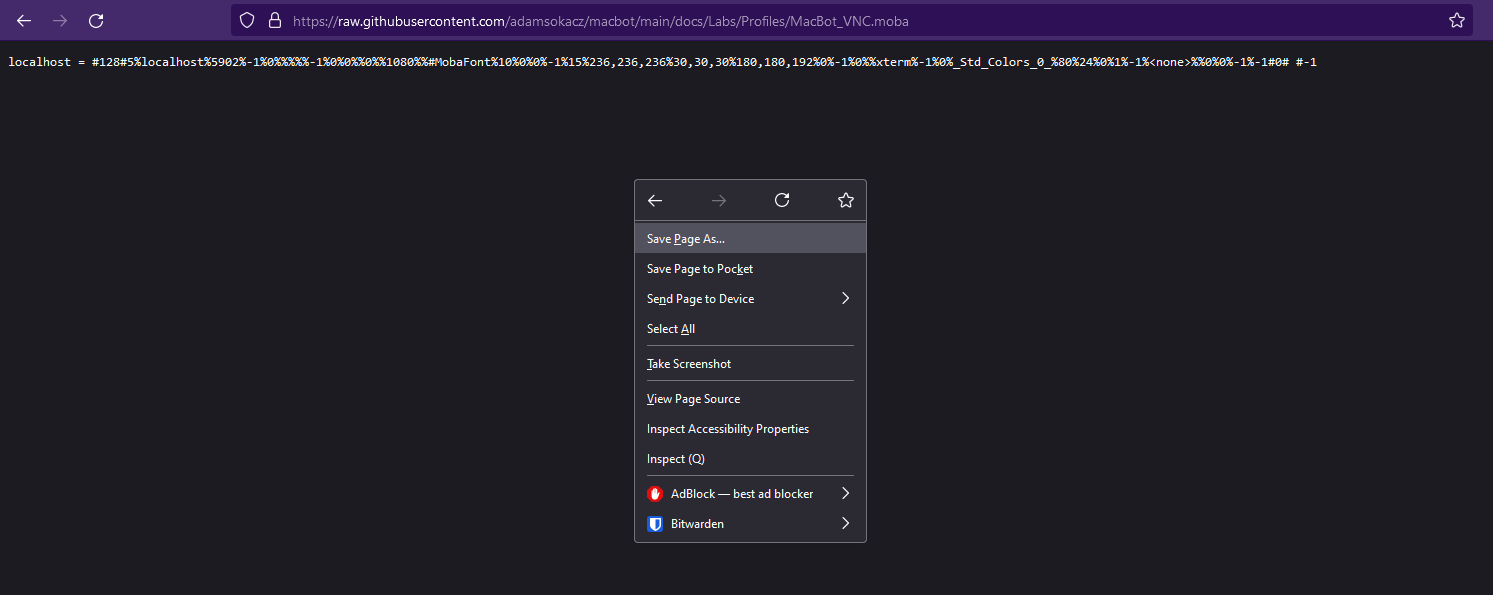 https://raw.githubusercontent.com/adamsokacz/macbot/main/docs/Labs/Profiles/MacBot_VNC.moba
localhost = #128#5%localhost%5902%-1%0%%%%%-1%0%0%%0%%1080%%#MobaFont%10%0%0%-1%15%236,236,236%30,30,30%180,180,192%0%-1%0%%xterm%-1%0%_Std_Colors_0_%80%24%0%1%-1%<none>%%0%0%-1%-1#0# #-1
Save Page As...
Save Page to Pocket
Send Page to Device
Select All
Take Screenshot
View Page Source
Inspect Accessibility Properties
Inspect (Q)
AdBlock — best ad blocker
Bitwarden